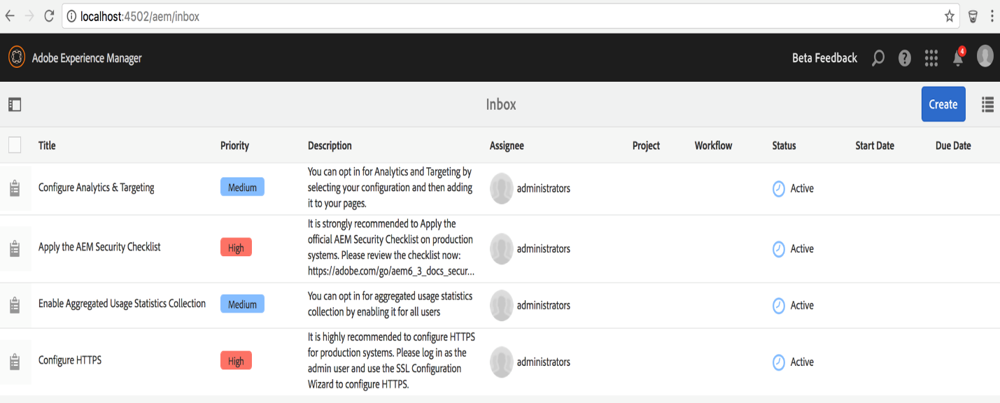 localhost:4502/aem/inbox
Adobe Experience Manager
Beta Feedback
4
Inbox
Create
Title Priority Description Assignee Project Workflow Status Start Date Due Date
Configure Analytics & Targeting
Medium
You can opt in for Analytics and Targeting by
selecting your configuration and then adding
it to your pages.
administrators
Active
Apply the AEM Security Checklist
High
It is strongly recommended to Apply the
official AEM Security Checklist on production
systems. Please review the checklist now:
https://adobe.com/go/aem6_3_docs_secur...
administrators
Active
Enable Aggregated Usage Statistics Collection
Medium
You can opt in for aggregated usage statistics
collection by enabling it for all users
administrators
Active
Configure HTTPS
High
It is highly recommended to configure HTTPS
for production systems. Please log in as the
admin user and use the SSL Configuration
Wizard to configure HTTPS.
administrators
Active